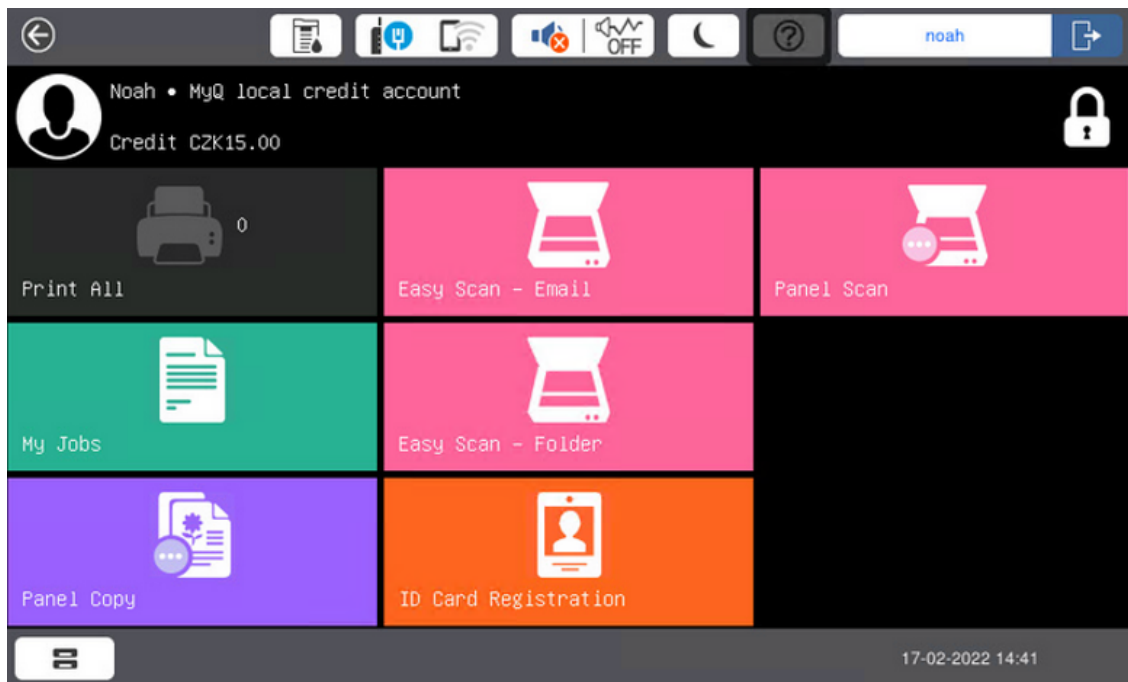 OFF
noah
Noah • MyQ local credit account
Credit CZK15.00
0
Print All
Easy Scan - Email
Panel Scan
My Jobs
Easy Scan - Folder
Panel Copy
ID Card Registration
17-02-2022 14:41